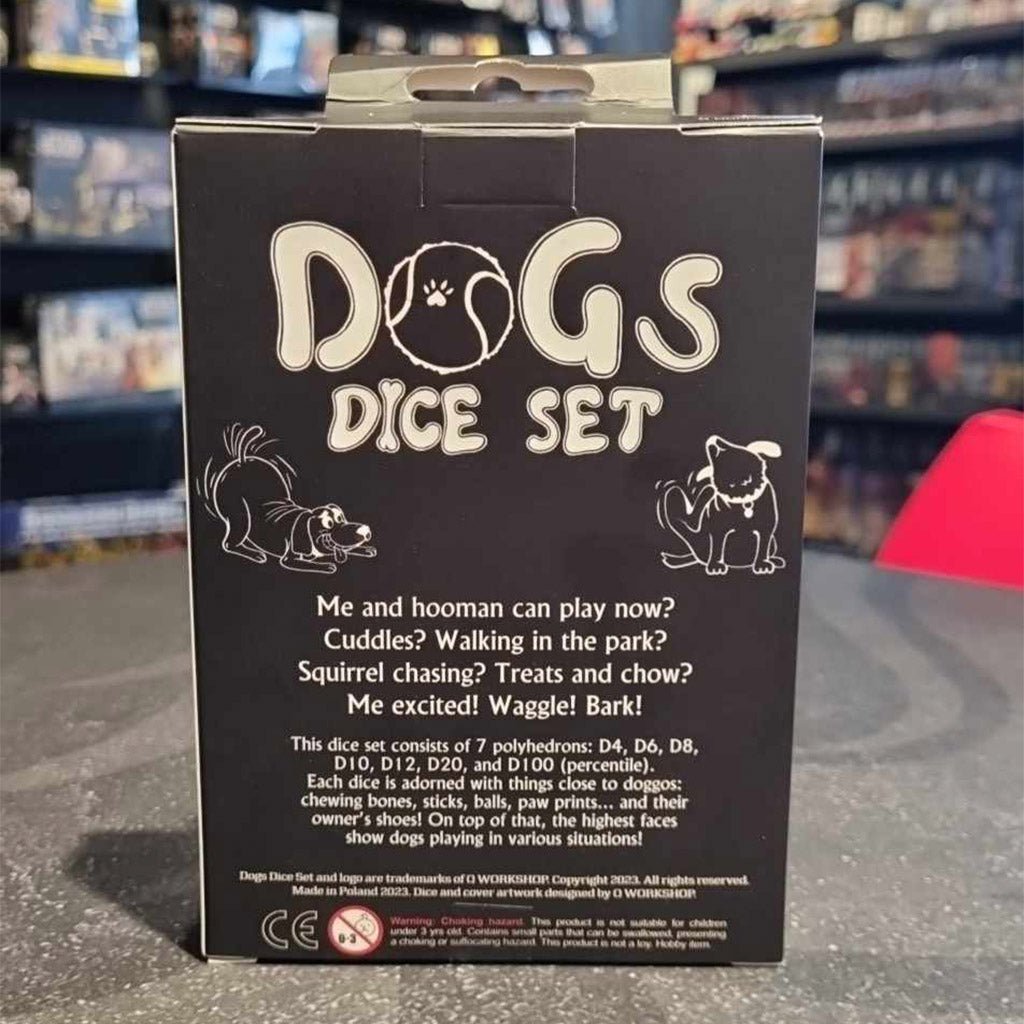 DOGS
DICE SET
Me and hooman can play now?
Cuddles? Walking in the park?
Squirrel chasing? Treats and chow?
Me excited! Waggle! Bark!
This dice set consists of 7 polyhedrons: D4, D6, D8,
D10, D12, D20, and D100 (percentile).
Each dice is adorned with things close to doggos:
chewing bones, sticks, balls, paw prints... and their
owner's shoes! On top of that, the highest faces
show dogs playing in various situations!
Dogs Dice Set and logo are trademarks of Q WORKSHOP. Copyright 2023. All rights reserved.
Made in Poland 2023. Dice and cover artwork designed by Q WORKSHOP.
CE
0-3
Warning: Choking hazard. This product is not suitable for children
under 3 yrs old. Contains small parts that can be swallowed, presenting
a choking or suffocating hazard. This product is not a toy. Hobby item.